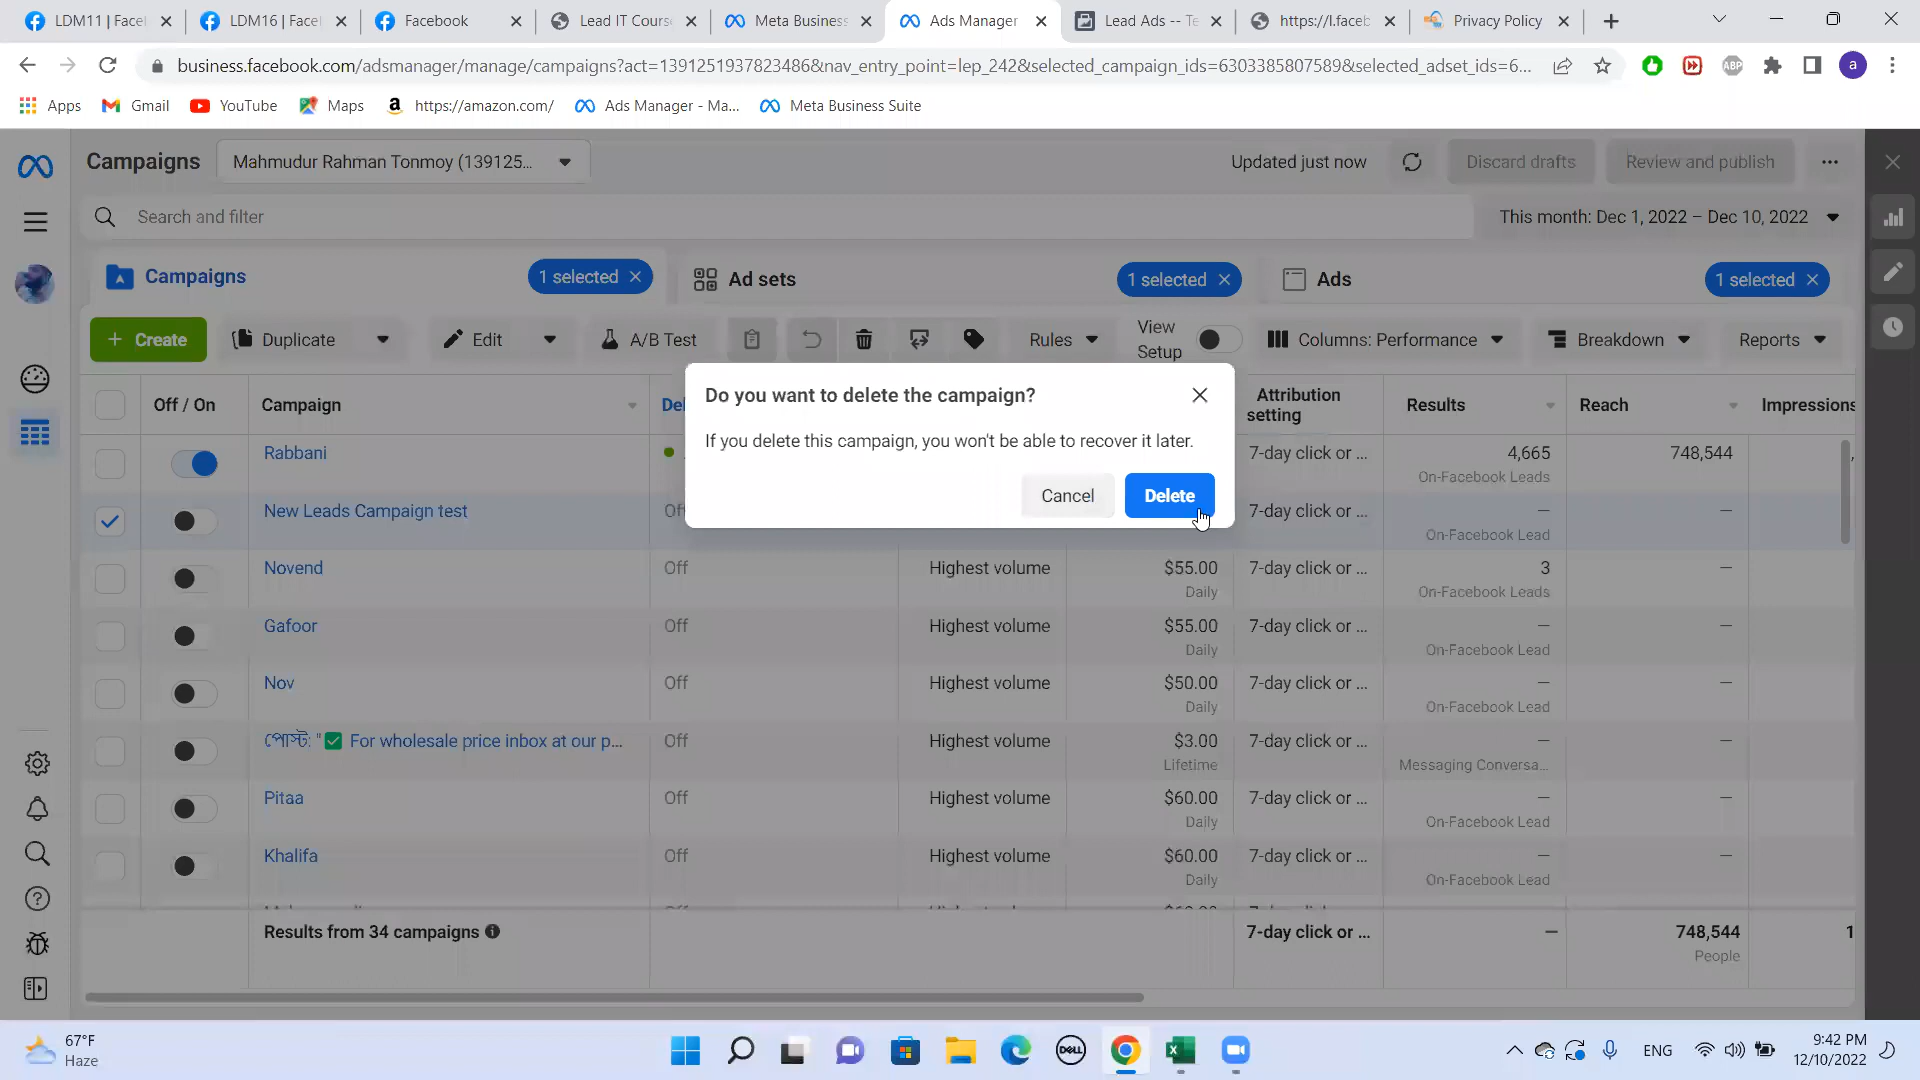 LDM11 | Facel
LDM16 | Facel
Facebook
Lead IT Cours
Meta Business
Ads Manager
Lead Ads -- Te
https://l.faceb
Privacy Policy
business.facebook.com/adsmanager/manage/campaigns?act=1391251937823486&nav_entry_point=lep_242&selected_campaign_ids=6303385807589&selected_adset_ids=6...
ABP
a
Apps
Gmail
YouTube
Maps
https://amazon.com/
Ads Manager - Ma...
Meta Business Suite
Campaigns
Mahmudur Rahman Tonmoy (139125...
Updated just now
Discard drafts
Review and publish
Search and filter
This month: Dec 1, 2022 – Dec 10, 2022
Campaigns
1 selected
Ad sets
1 selected
Ads
1 selected
+ Create
Duplicate
Edit
A/B Test
Rules
View
Setup
Columns: Performance
Breakdown
Reports
Do you want to delete the campaign?
If you delete this campaign, you won't be able to recover it later.
Cancel
Delete
Off / On
Campaign
Attribution
setting
Results
Reach
Impressions
Rabbani
7-day click or ...
4,665
748,544
On-Facebook Leads
New Leads Campaign test
7-day click or ...
—
—
On-Facebook Lead
Novend
Off
Highest volume
$55.00
7-day click or ...
3
—
Daily
On-Facebook Leads
Gafoor
Off
Highest volume
$55.00
7-day click or ...
—
—
Daily
On-Facebook Lead
Nov
Off
Highest volume
$50.00
7-day click or ...
—
—
Daily
On-Facebook Lead
পোস্ট: "✅ For wholesale price inbox at our p...
Off
Highest volume
$3.00
7-day click or ...
—
—
Lifetime
Messaging Conversa...
Pitaa
Off
Highest volume
$60.00
7-day click or ...
—
—
Daily
On-Facebook Lead
Khalifa
Off
Highest volume
$60.00
7-day click or ...
—
—
Daily
On-Facebook Lead
Results from 34 campaigns
7-day click or ...
—
748,544
1
People
67°F
Haze
DELL
ENG
9:42 PM
12/10/2022